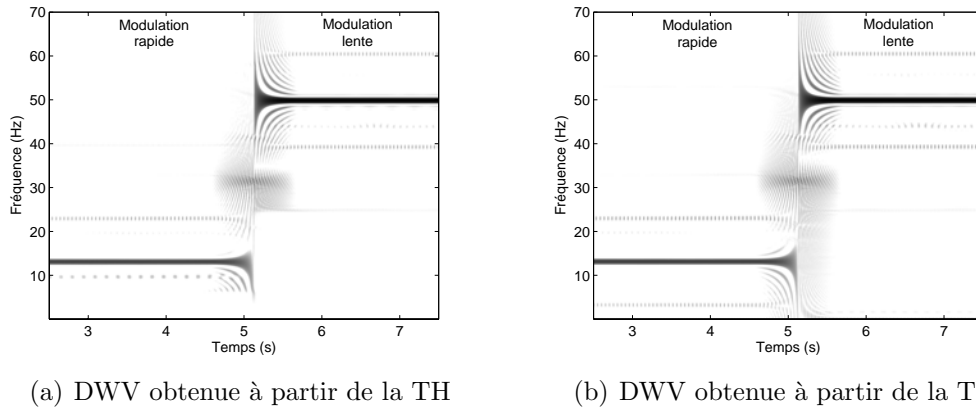 70
60
50
40
30
20
10
Fréquence (Hz)
Modulation
rapide
Modulation
lente
3 4 5 6 7
Temps (s)
(a) DWV obtenue à partir de la TH
70
60
50
40
30
20
10
Fréquence (Hz)
Modulation
rapide
Modulation
lente
3 4 5 6 7
Temps (s)
(b) DWV obtenue à partir de la